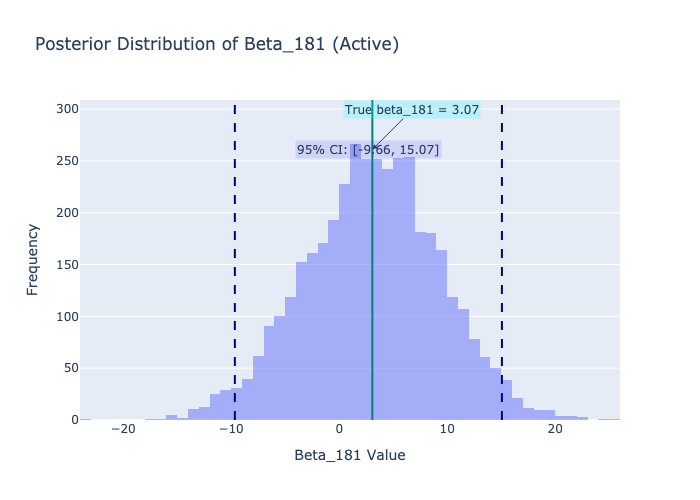 Posterior Distribution of Beta_181 (Active)
True beta_181 = 3.07
95% CI: [-9.66, 15.07]
300
250
200
150
100
50
0
Frequency
−20
−10
0
10
20
Beta_181 Value